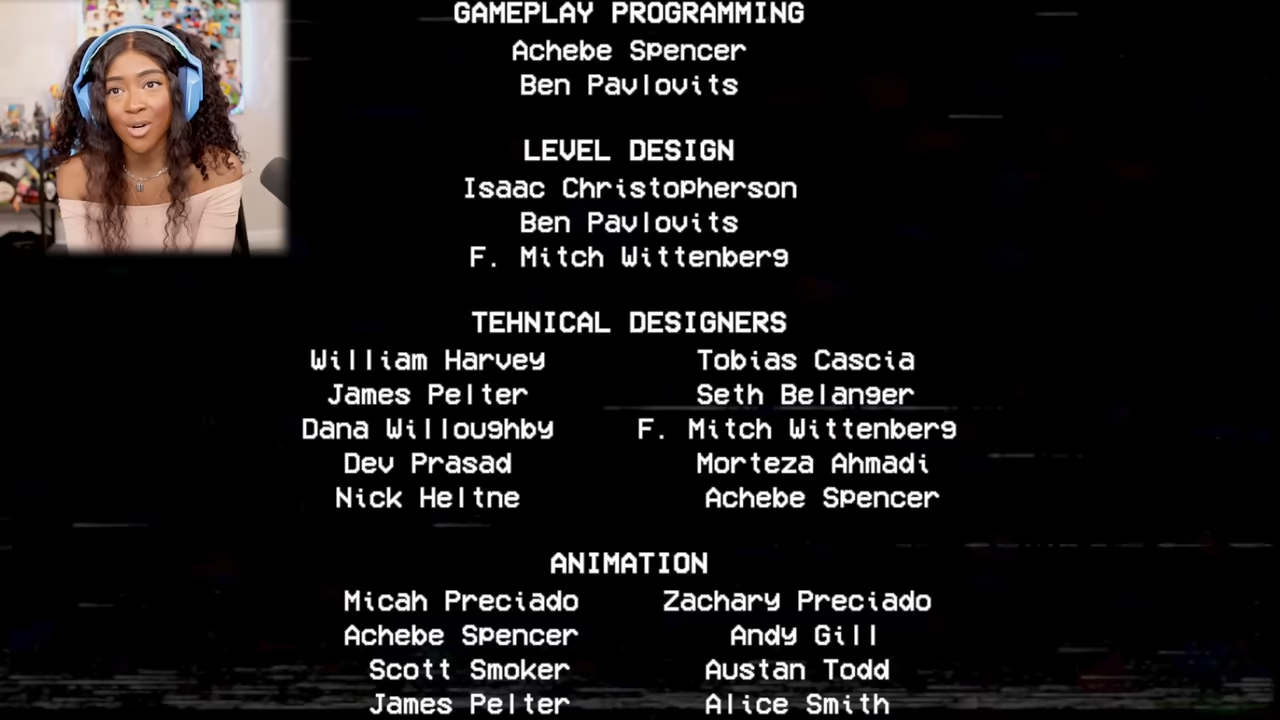 GAMEPLAY PROGRAMMING
Achebe Spencer
Ben Pavlovits
LEVEL DESIGN
Isaac Christopherson
Ben Pavlovits
F. Mitch Wittenberg
TEHNICAL DESIGNERS
William Harvey Tobias Cascia
James Pelter Seth Belanger
Dana Willoughby F. Mitch Wittenberg
Dev Prasad Morteza Ahmadi
Nick Heltne Achebe Spencer
ANIMATION
Micah Preciado Zachary Preciado
Achebe Spencer Andy Gill
Scott Smoker Austan Todd
James Pelter Alice Smith